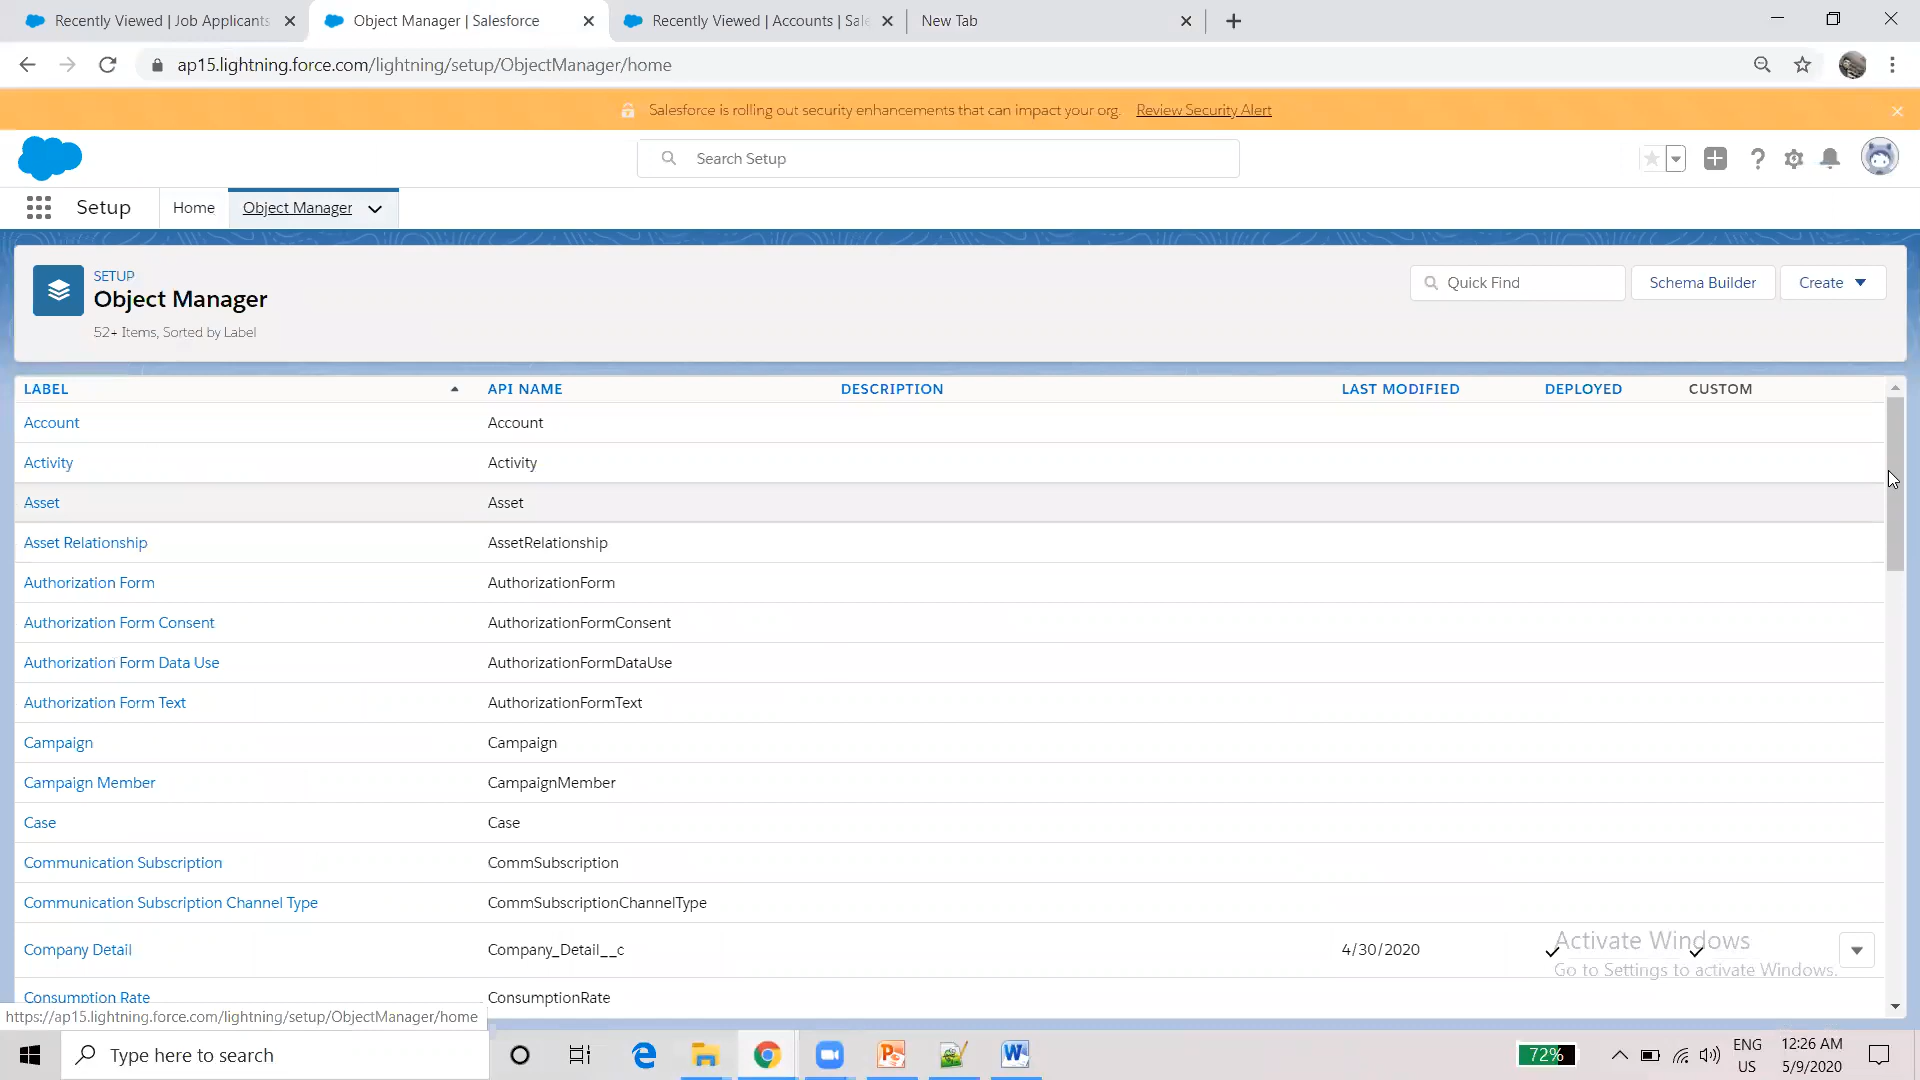 Recently Viewed | Job Applicants
Object Manager | Salesforce
Recently Viewed | Accounts | Sale
New Tab
ap15.lightning.force.com/lightning/setup/ObjectManager/home
Salesforce is rolling out security enhancements that can impact your org. Review Security Alert
Search Setup
Setup
Home
Object Manager
SETUP
Object Manager
52+ Items, Sorted by Label
Quick Find
Schema Builder
Create
LABEL API NAME DESCRIPTION LAST MODIFIED DEPLOYED CUSTOM
Account Account
Activity Activity
Asset Asset
Asset Relationship AssetRelationship
Authorization Form AuthorizationForm
Authorization Form Consent AuthorizationFormConsent
Authorization Form Data Use AuthorizationFormDataUse
Authorization Form Text AuthorizationFormText
Campaign Campaign
Campaign Member CampaignMember
Case Case
Communication Subscription CommSubscription
Communication Subscription Channel Type CommSubscriptionChannelType
Company Detail Company_Detail__c 4/30/2020
Activate Windows
Go to Settings to activate Windows.
Consumption Rate ConsumptionRate
https://ap15.lightning.force.com/lightning/setup/ObjectManager/home
Type here to search
72%
ENG
US
12:26 AM
5/9/2020